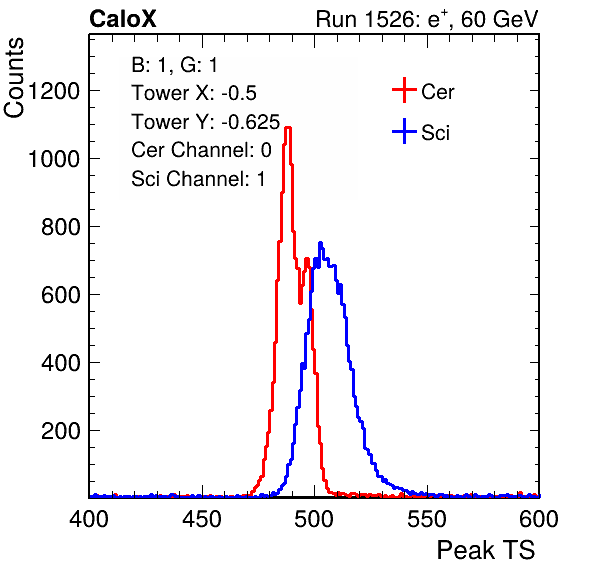 CaloX
Run 1526: e+, 60 GeV
Counts
B: 1, G: 1
Tower X: -0.5
Tower Y: -0.625
Cer Channel: 0
Sci Channel: 1
Cer
Sci
1200
1000
800
600
400
200
400 450 500 550 600
Peak TS